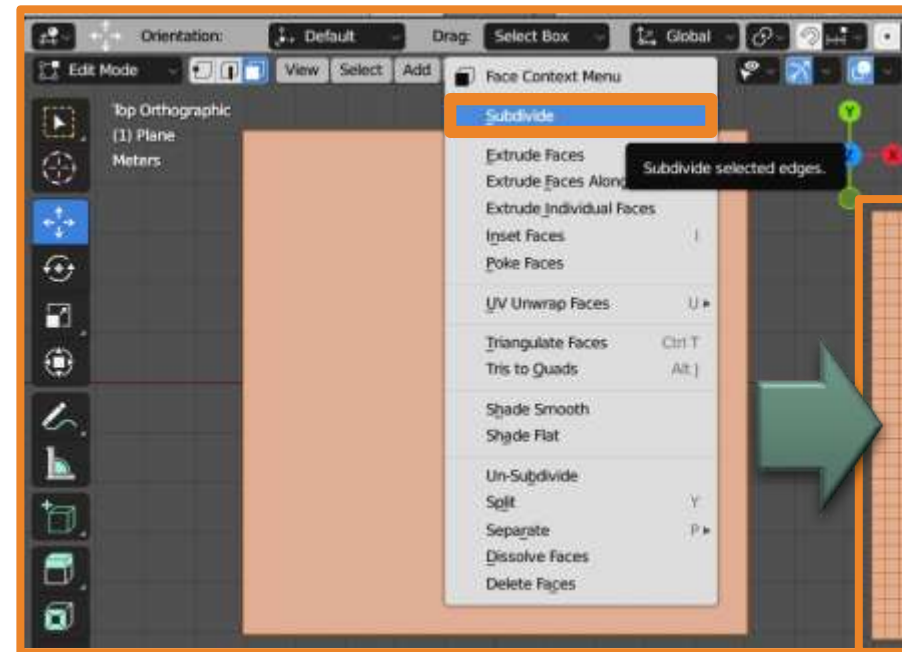 Orientation: Default Drag: Select Box Global
Edit Mode View Select Add
Top Orthographic
(1) Plane
Meters
Face Context Menu
Subdivide
Subdivide selected edges.
Extrude Faces
Extrude Faces Along
Extrude Individual Faces
Inset Faces I
Poke Faces
UV Unwrap Faces U
Triangulate Faces Ctrl T
Tris to Quads Alt J
Shade Smooth
Shade Flat
Un-Subdivide
Split Y
Separate P
Dissolve Faces
Delete Faces
Y